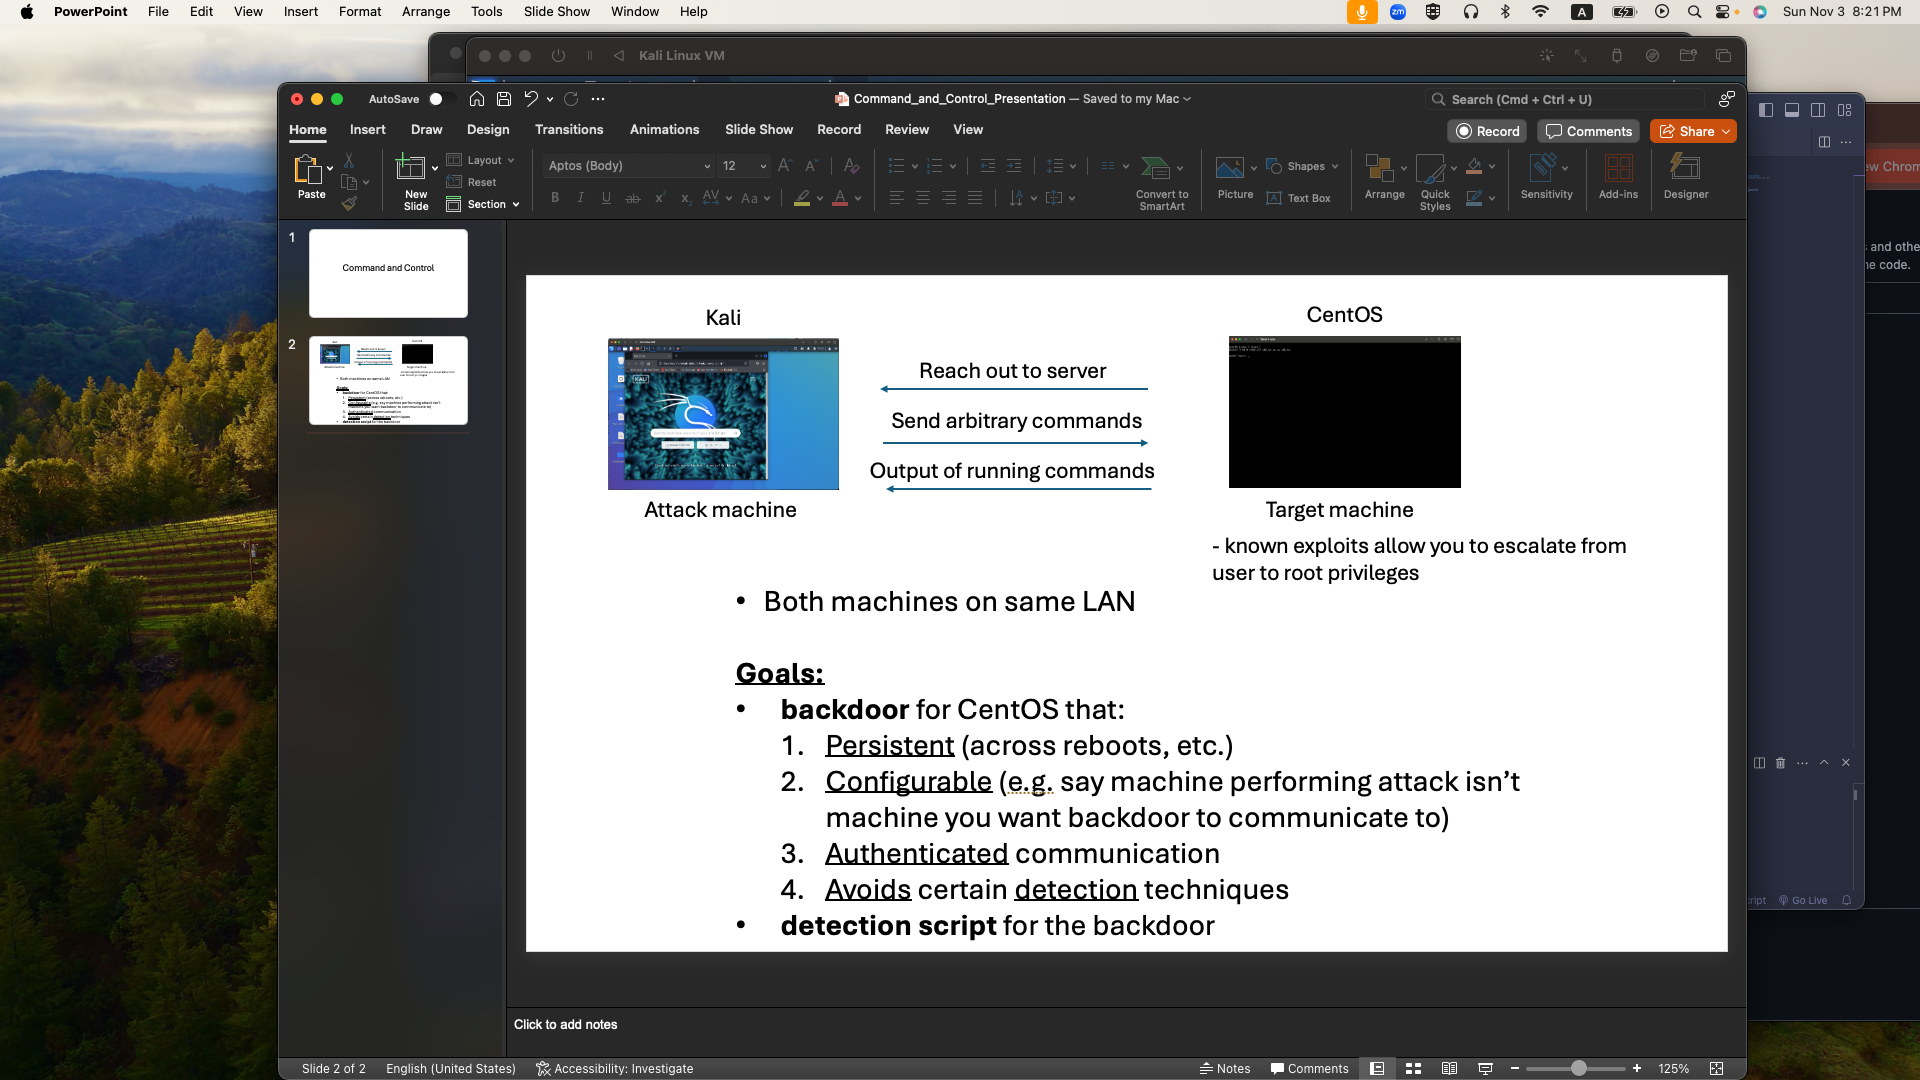 PowerPoint File Edit View Insert Format Arrange Tools Slide Show Window Help
zm A Sun Nov 3 8:21 PM
Kali Linux VM
AutoSave Command_and_Control_Presentation — Saved to my Mac Search (Cmd + Ctrl + U)
Home Insert Draw Design Transitions Animations Slide Show Record Review View Record Comments Share
Paste New Slide Layout Reset Section
Aptos (Body) 12
B I U ab x² x₂ AV Aa A
Convert to SmartArt
Picture Shapes Text Box
Arrange Quick Styles Sensitivity Add-ins Designer
ew Chrom
s and othe
he code.
1
Command and Control
2
Kali
CentOS
Reach out to server
Send arbitrary commands
Output of running commands
Attack machine
Target machine
- known exploits allow you to escalate from
user to root privileges
• Both machines on same LAN
Goals:
• backdoor for CentOS that:
1. Persistent (across reboots, etc.)
2. Configurable (e.g. say machine performing attack isn’t
machine you want backdoor to communicate to)
3. Authenticated communication
4. Avoids certain detection techniques
• detection script for the backdoor
ript Go Live
Click to add notes
Slide 2 of 2 English (United States) Accessibility: Investigate Notes Comments 125%